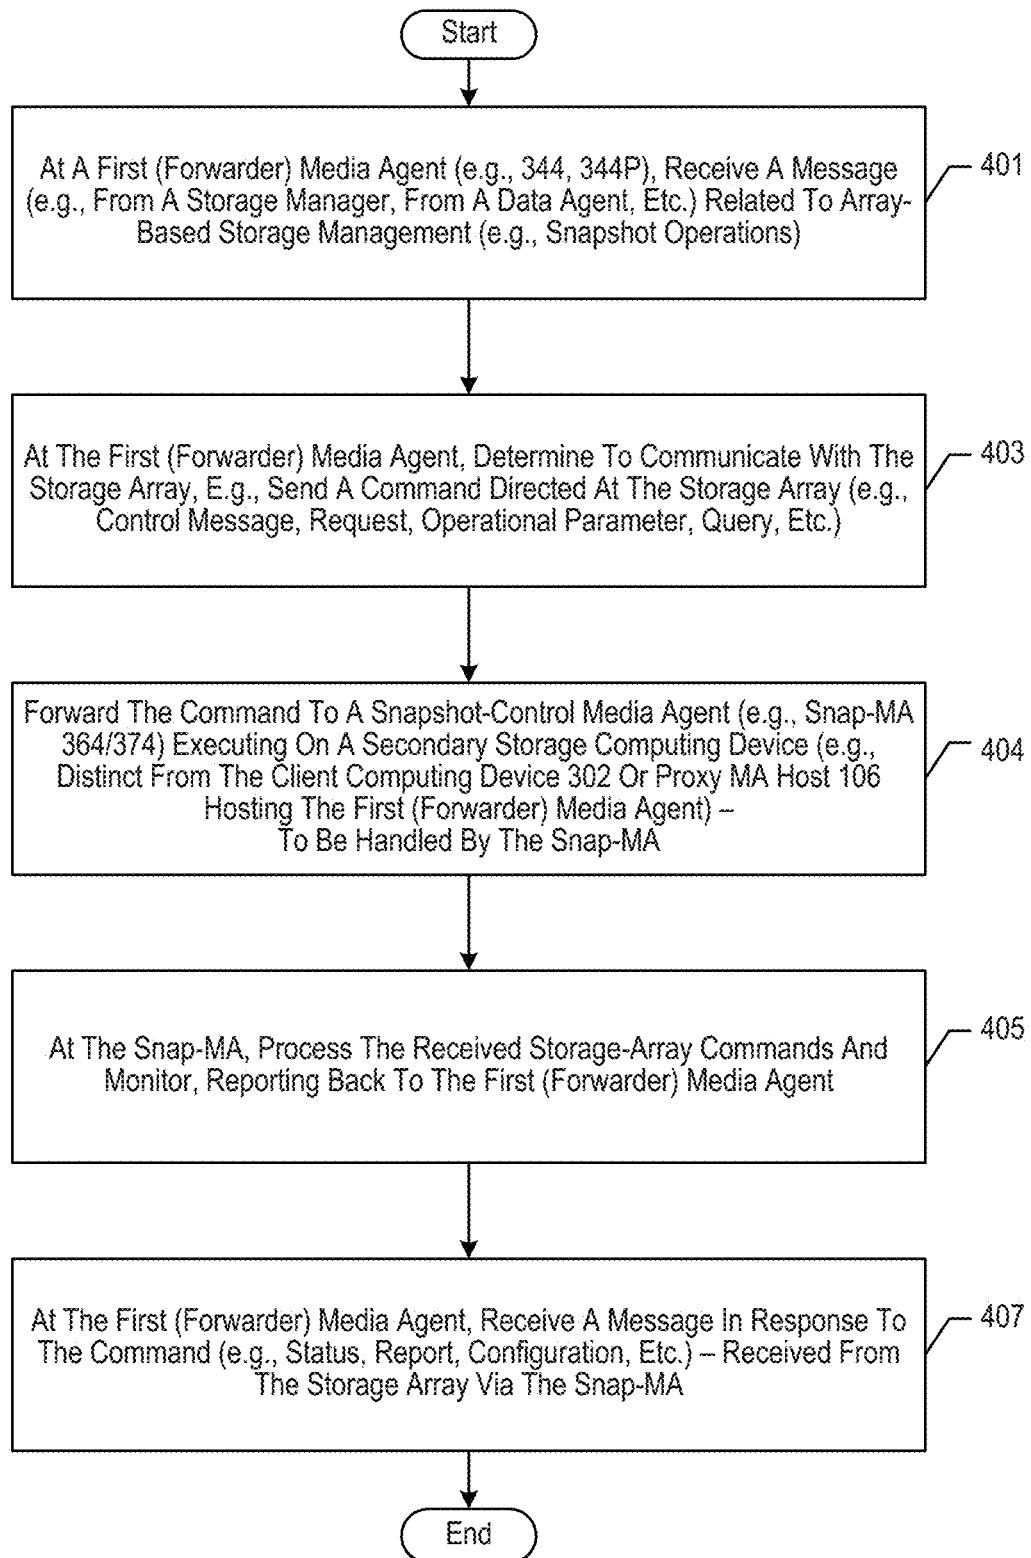 Start
At A First (Forwarder) Media Agent (e.g., 344, 344P), Receive A Message
(e.g., From A Storage Manager, From A Data Agent, Etc.) Related To Array-
Based Storage Management (e.g., Snapshot Operations)
401
At The First (Forwarder) Media Agent, Determine To Communicate With The
Storage Array, E.g., Send A Command Directed At The Storage Array (e.g.,
Control Message, Request, Operational Parameter, Query, Etc.)
403
Forward The Command To A Snapshot-Control Media Agent (e.g., Snap-MA
364/374) Executing On A Secondary Storage Computing Device (e.g.,
Distinct From The Client Computing Device 302 Or Proxy MA Host 106
Hosting The First (Forwarder) Media Agent) –
To Be Handled By The Snap-MA
404
At The Snap-MA, Process The Received Storage-Array Commands And
Monitor, Reporting Back To The First (Forwarder) Media Agent
405
At The First (Forwarder) Media Agent, Receive A Message In Response To
The Command (e.g., Status, Report, Configuration, Etc.) – Received From
The Storage Array Via The Snap-MA
407
End